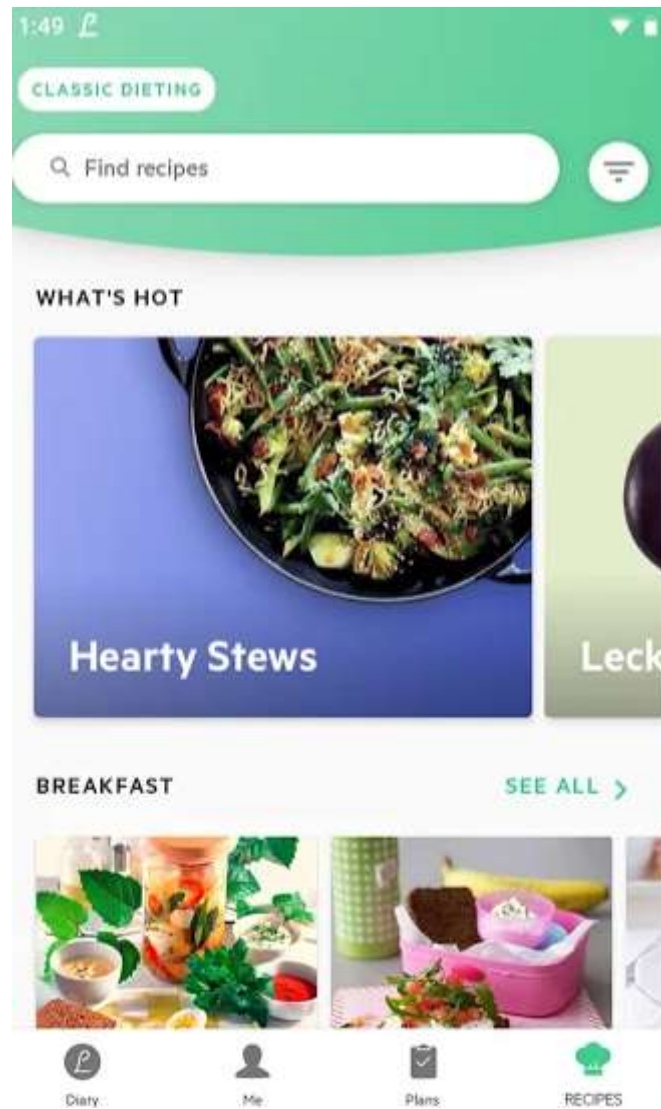 1:49
CLASSIC DIETING
Find recipes
WHAT'S HOT
Hearty Stews
Leck
BREAKFAST
SEE ALL
Diary
Me
Plans
RECIPES